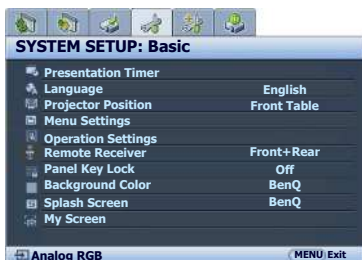 SYSTEM SETUP: Basic
Presentation Timer
Language English
Projector Position Front Table
Menu Settings
Operation Settings
Remote Receiver Front+Rear
Panel Key Lock Off
Background Color BenQ
Splash Screen BenQ
My Screen
Analog RGB MENU Exit